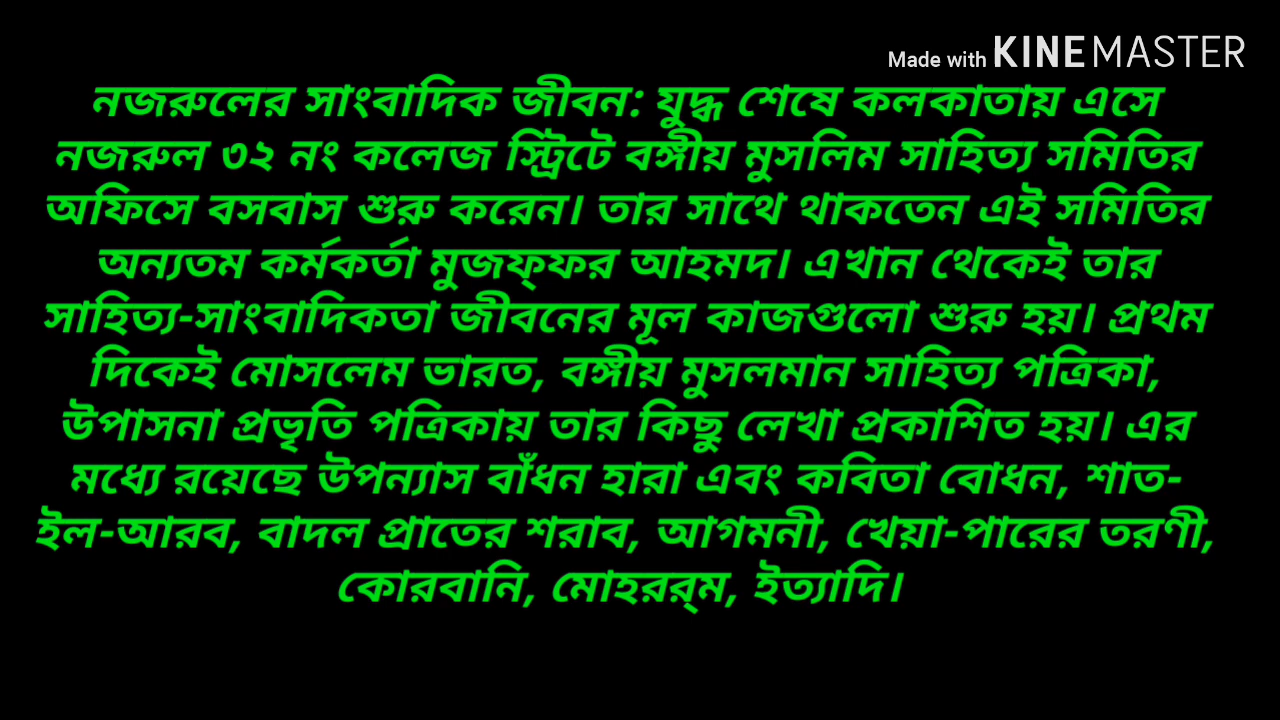 Made with KINEMASTER
নজরুলের সাংবাদিক জীবন: যুদ্ধ শেষে কলকাতায় এসে
নজরুল ৩২ নং কলেজ স্ট্রিটে বঙ্গীয় মুসলিম সাহিত্য সমিতির
অফিসে বসবাস শুরু করেন। তার সাথে থাকতেন এই সমিতির
অন্যতম কর্মকর্তা মুজফ্‌ফর আহমদ। এখান থেকেই তার
সাহিত্য-সাংবাদিকতা জীবনের মূল কাজগুলো শুরু হয়। প্রথম
দিকেই মোসলেম ভারত, বঙ্গীয় মুসলমান সাহিত্য পত্রিকা,
উপাসনা প্রভৃতি পত্রিকায় তার কিছু লেখা প্রকাশিত হয়। এর
মধ্যে রয়েছে উপন্যাস বাঁধন হারা এবং কবিতা বোধন, শাত-
ইল-আরব, বাদল প্রাতের শরাব, আগমনী, খেয়া-পারের তরণী,
কোরবানি, মোহরর্‌ম, ইত্যাদি।